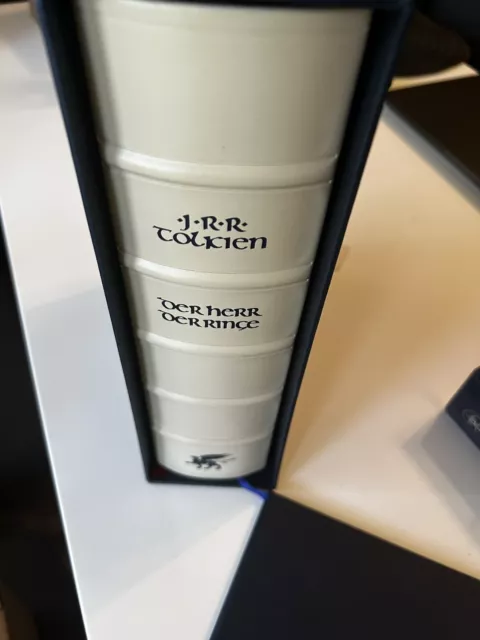 ·J·R·R·
Tolkien
Der Herr
Der Ringe